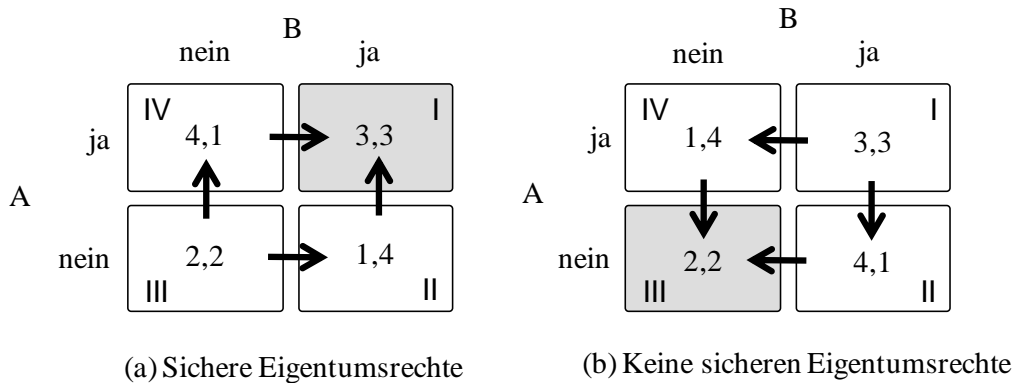 B
nein ja
IV I
ja 4,1 3,3
A
nein 2,2 1,4
III II
(a) Sichere Eigentumsrechte
B
nein ja
IV I
ja 1,4 3,3
A
nein 2,2 4,1
III II
(b) Keine sicheren Eigentumsrechte